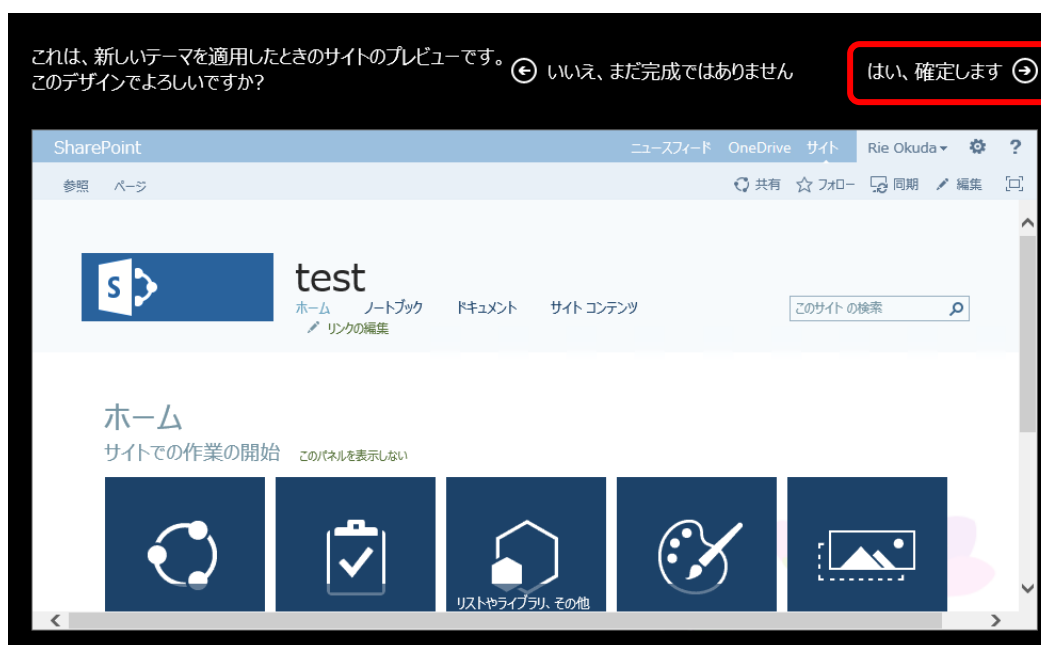 これは、新しいテーマを適用したときのサイトのプレビューです。
このデザインでよろしいですか?
いいえ、まだ完成ではありません
はい、確定します
SharePoint
ニュースフィード OneDrive サイト Rie Okuda ?
参照 ページ
共有 フォロー 同期 編集
S
test
ホーム ノートブック ドキュメント サイト コンテンツ
このサイト の検索
リンクの編集
ホーム
サイトでの作業の開始 このパネルを表示しない
リストやライブラリ、その他